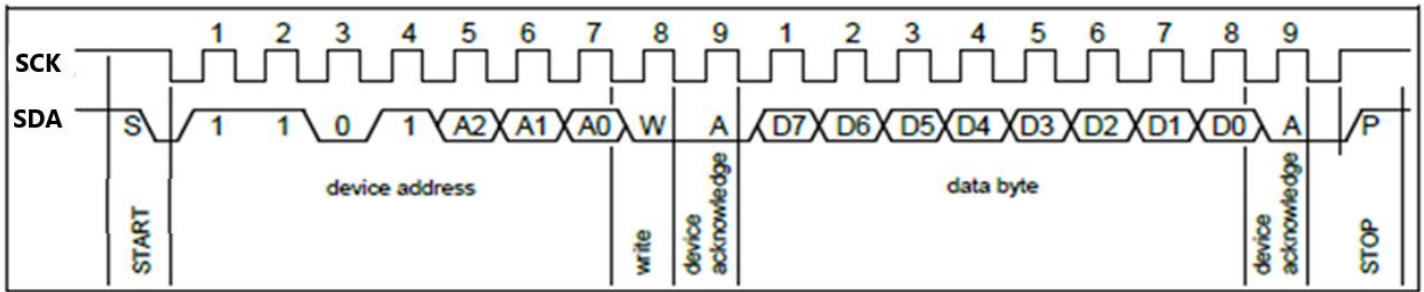 1 2 3 4 5 6 7 8 9 1 2 3 4 5 6 7 8 9
SCK
SDA S 1 1 0 1 A2 A1 A0 W A D7 D6 D5 D4 D3 D2 D1 D0 A P
device address
data byte
START
write
device
acknowledge
device
acknowledge
STOP